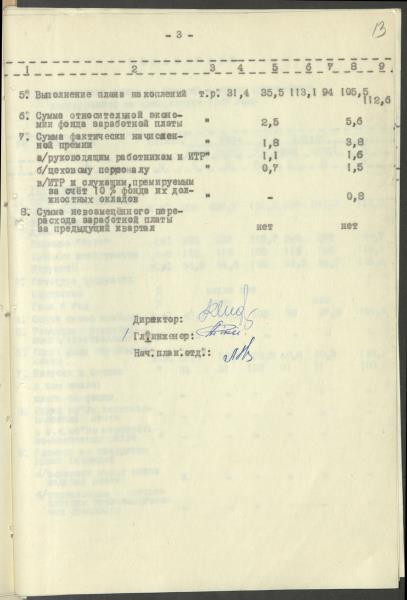 - 3 -
13
1 2 3 4 5 6 7 8 9
5. Выполнение плана накоплений т.р. 31,4 35,5 113,1 94 105,5 112,6
6. Сумма относительной эконо-
мии фонда заработной платы " 2,5 5,6
7. Сумма фактически начислен-
ной премии " 1,8 3,8
а/руководящим работникам и ИТР " 1,1 1,6
б/цеховому персоналу " 0,7 1,5
в/ИТР и служащим, премируемым
за счёт 10 % фонда их дол-
жностных окладов " - 0,8
8. Сумма невозмещённого пере-
расхода заработной платы
за предыдущий квартал нет нет
Директор:
Гл.инженер:
Нач. план. отд.: